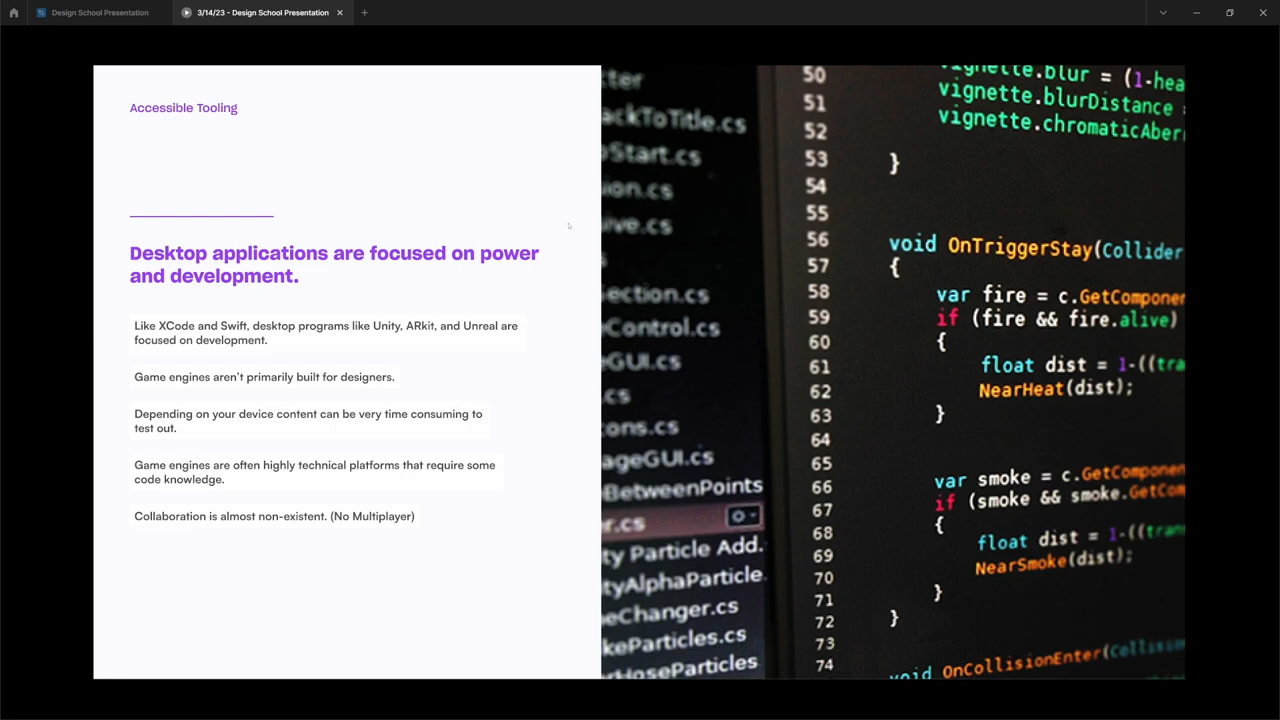 Design School Presentation
3/14/23 - Design School Presentation
Accessible Tooling
Desktop applications are focused on power
and development.
Like XCode and Swift, desktop programs like Unity, ARkit, and Unreal are
focused on development.
Game engines aren't primarily built for designers.
Depending on your device content can be very time consuming to
test out.
Game engines are often highly technical platforms that require some
code knowledge.
Collaboration is almost non-existent. (No Multiplayer)
ackToTitle.cs
oStart.cs
ion.cs
ive.cs
s
Section.cs
Control.cs
eGUI.cs
.cs
ons.cs
ageGUI.cs
BetweenPoints
r.cs
ty Particle Add.
tyAlphaParticle.
eChanger.cs
keParticles.cs
HoseParticles
50 vignette.blur = (1-hea
51 vignette.blurDistance =
52 vignette.chromaticAber
53 }
54
55
56 void OnTriggerStay(Collider
57 {
58 var fire = c.GetComponen
59 if (fire && fire.alive)
60 {
61 float dist = 1-((tra
62 NearHeat(dist);
63 }
64
65
66 var smoke = c.GetComponen
67 if (smoke && smoke.GetCom
68 {
69 float dist = 1-((tran
70 NearSmoke(dist);
71 }
72 }
73
74 void OnCollisionEnter(Collision